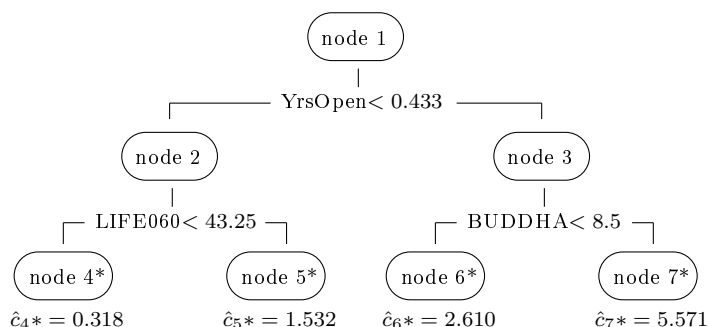 node 1
YrsOpen< 0.433
node 2 node 3
LIFE060< 43.25 BUDDHA< 8.5
node 4* node 5* node 6* node 7*
ĉ₄* = 0.318 ĉ₅* = 1.532 ĉ₆* = 2.610 ĉ₇* = 5.571